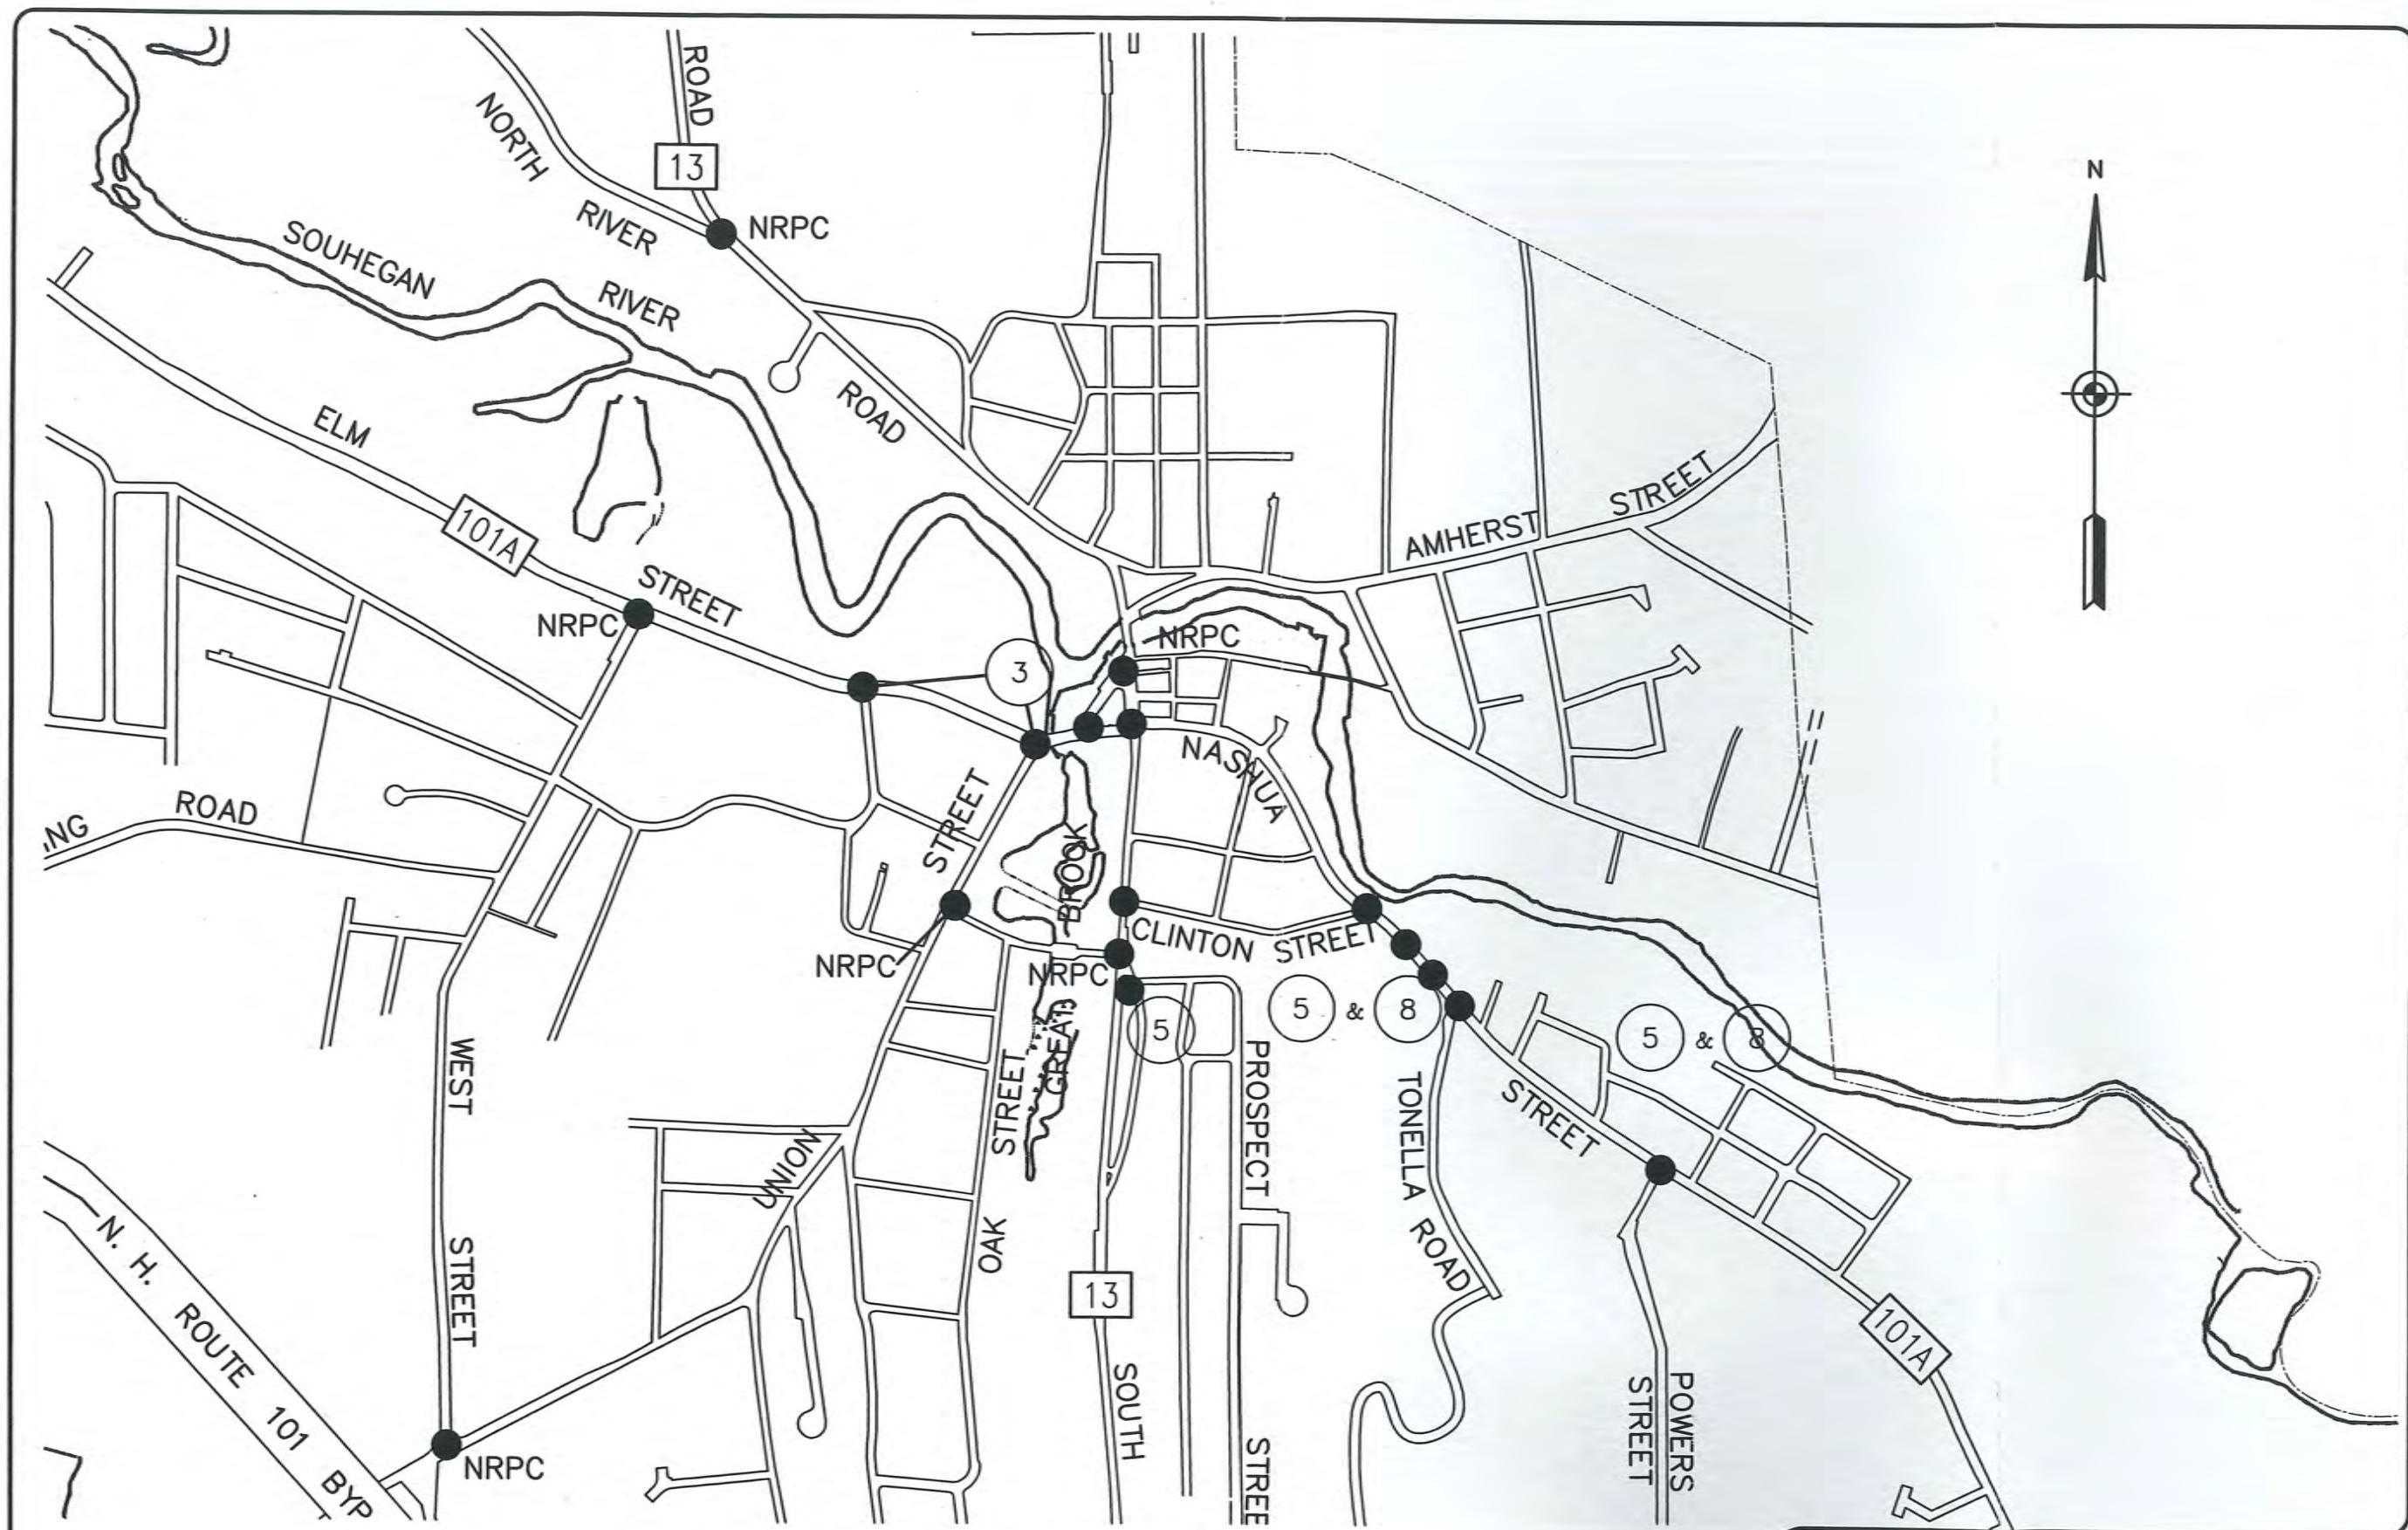 ROAD
13
NORTH
RIVER
ROAD
NRPC
N
SOUHEGAN
RIVER
ELM
STREET
101A
NRPC
AMHERST
STREET
3
NRPC
NASHUA
STREET
ROAD
STREET
BROOK
NRPC
CLINTON STREET
NRPC
5
5 & 8
5 & 8
GREAT
WEST
STREET
UNION
STREET
OAK
PROSPECT
TONELLA ROAD
13
SOUTH
101A
POWERS
STREET
N. H. ROUTE 101 BYP
NRPC